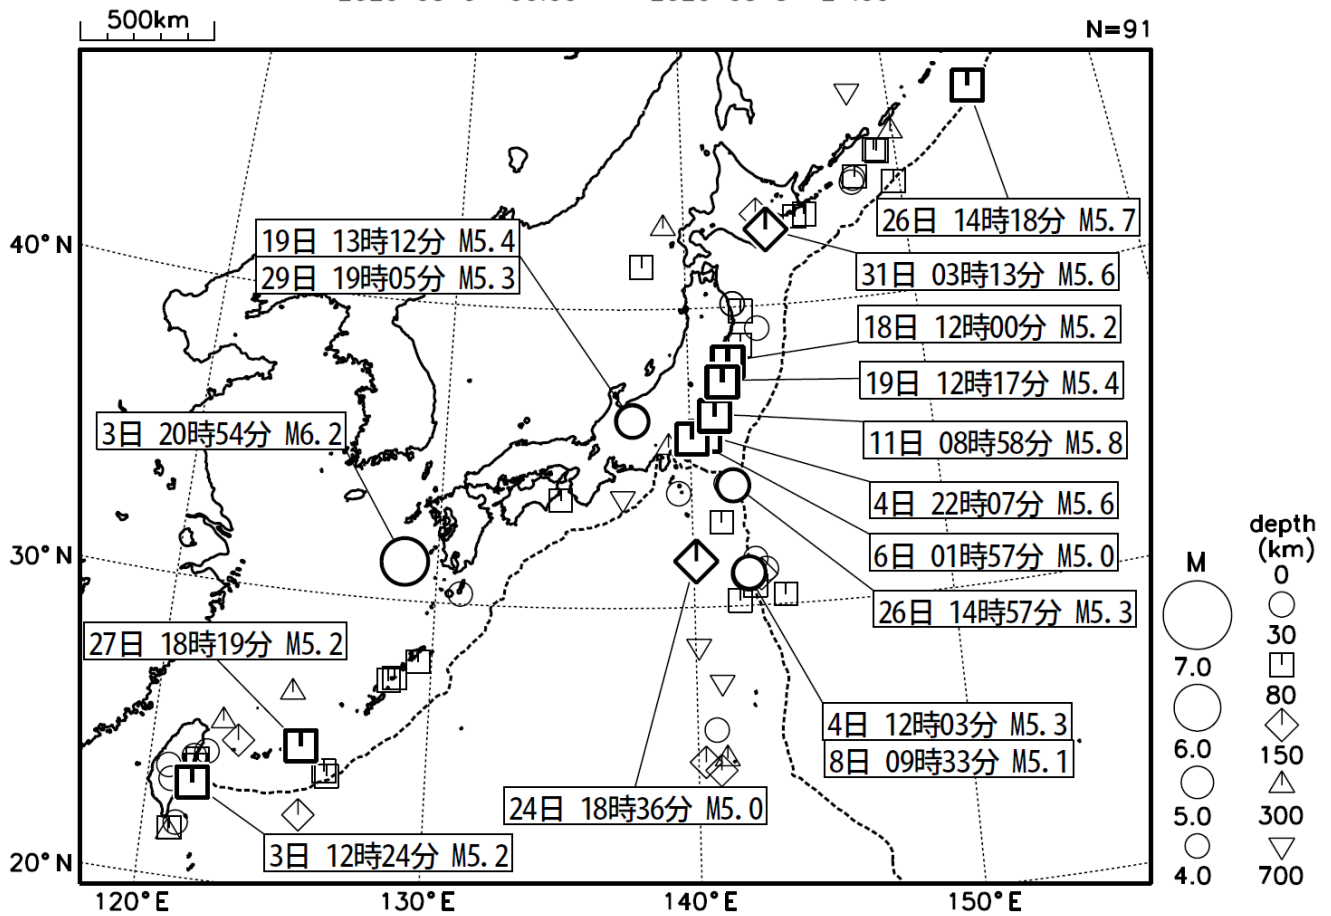 500km
N=91
40°N
30°N
20°N
120°E
130°E
140°E
150°E
26日 14時18分 M5.7
19日 13時12分 M5.4
29日 19時05分 M5.3
31日 03時13分 M5.6
18日 12時00分 M5.2
19日 12時17分 M5.4
3日 20時54分 M6.2
11日 08時58分 M5.8
4日 22時07分 M5.6
6日 01時57分 M5.0
26日 14時57分 M5.3
27日 18時19分 M5.2
4日 12時03分 M5.3
8日 09時33分 M5.1
24日 18時36分 M5.0
3日 12時24分 M5.2
M
7.0
6.0
5.0
4.0
depth
(km)
0
30
80
150
300
700